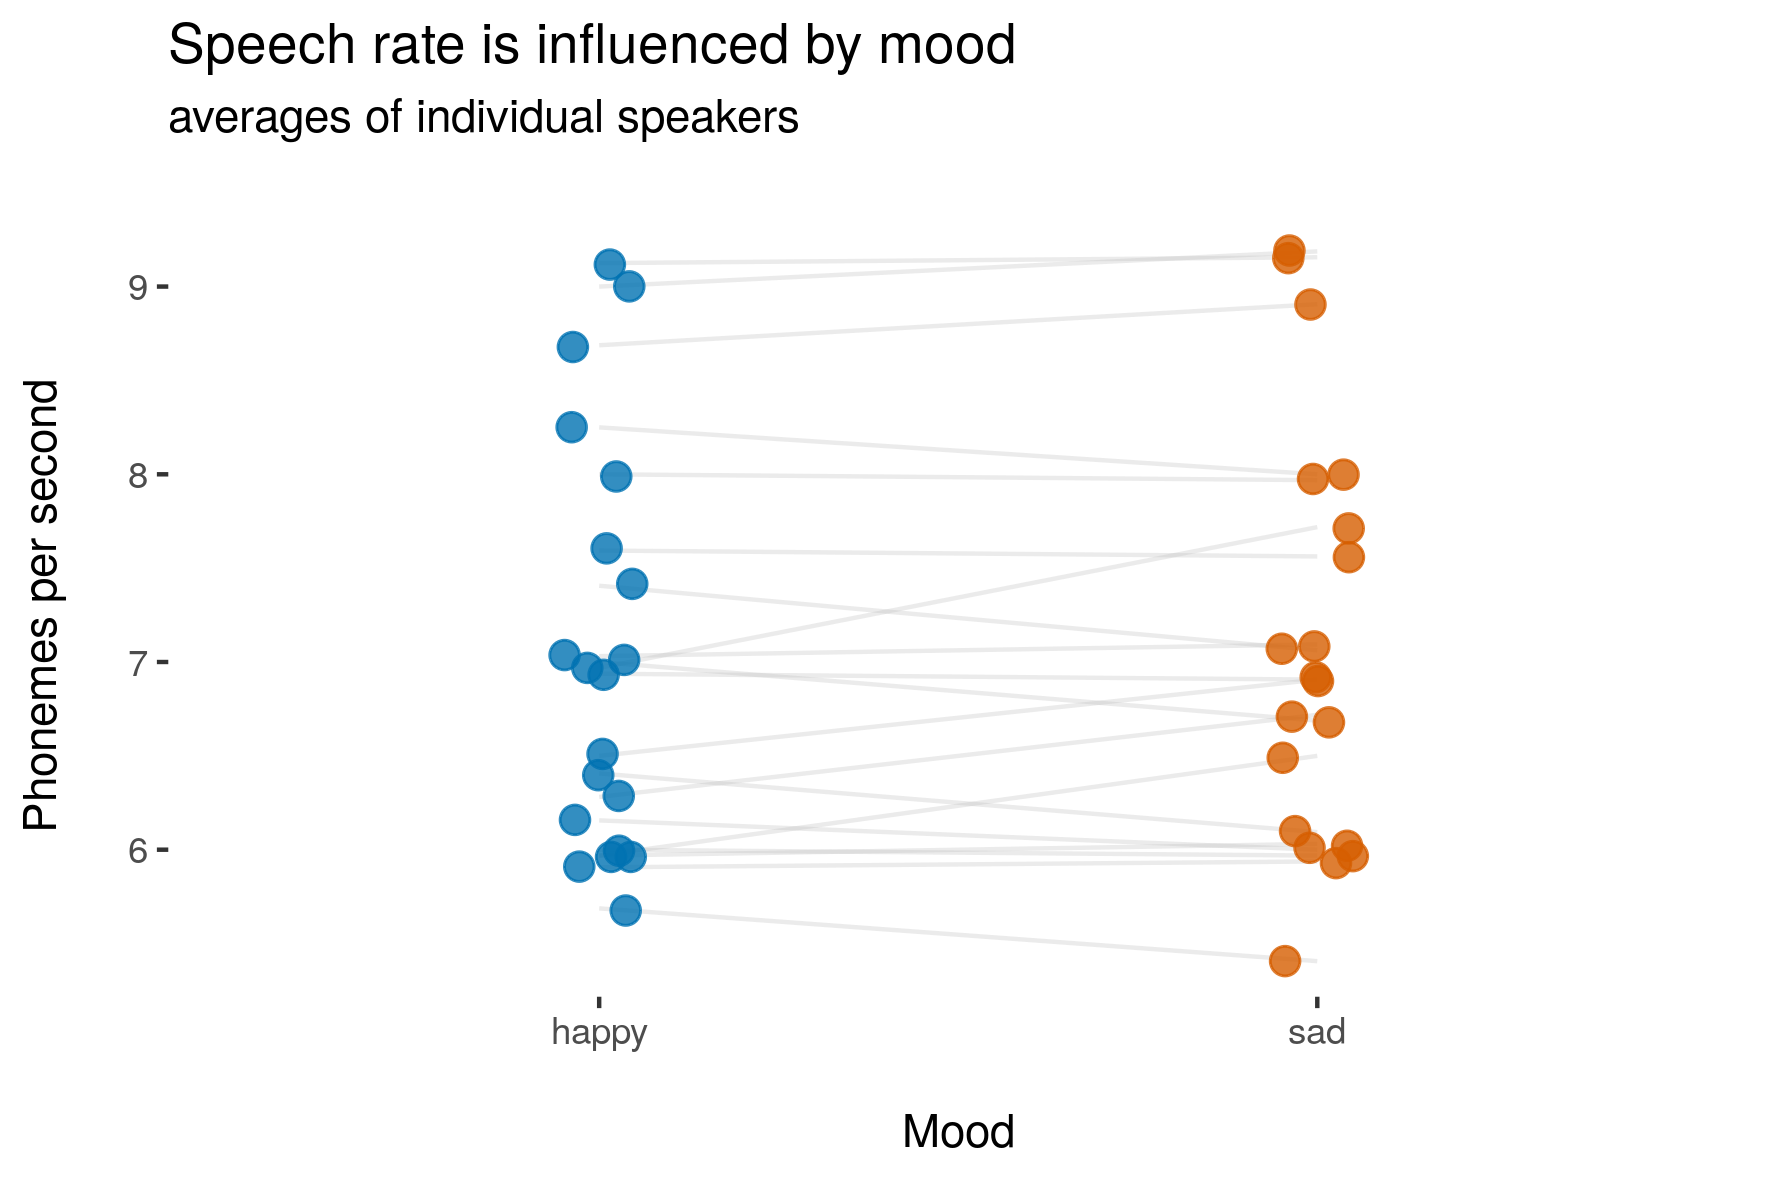 Speech rate is influenced by mood
averages of individual speakers
Phonemes per second
9
8
7
6
happy
sad
Mood